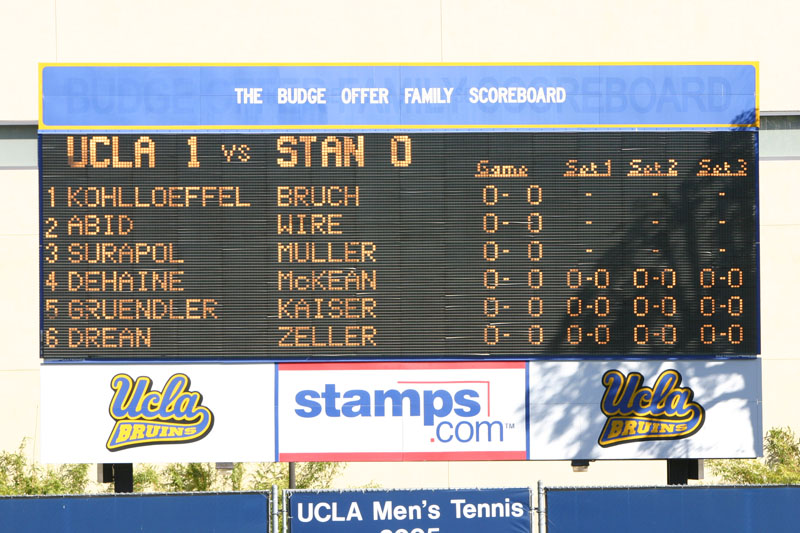 THE BUDGE OFFER FAMILY SCOREBOARD
UCLA 1 vs STAN 0
Game Set 1 Set 2 Set 3
1 KOHLLOEFFEL BRUCH 0- 0 - - -
2 ABID WIRE 0- 0 - - -
3 SURAPOL MULLER 0- 0 - - -
4 DEHAINE McKEAN 0- 0 0-0 0-0 0-0
5 GRUENDLER KAISER 0- 0 0-0 0-0 0-0
6 DREAN ZELLER 0- 0 0-0 0-0 0-0
Ucla BRUINS
stamps.com™
Ucla BRUINS
UCLA Men's Tennis